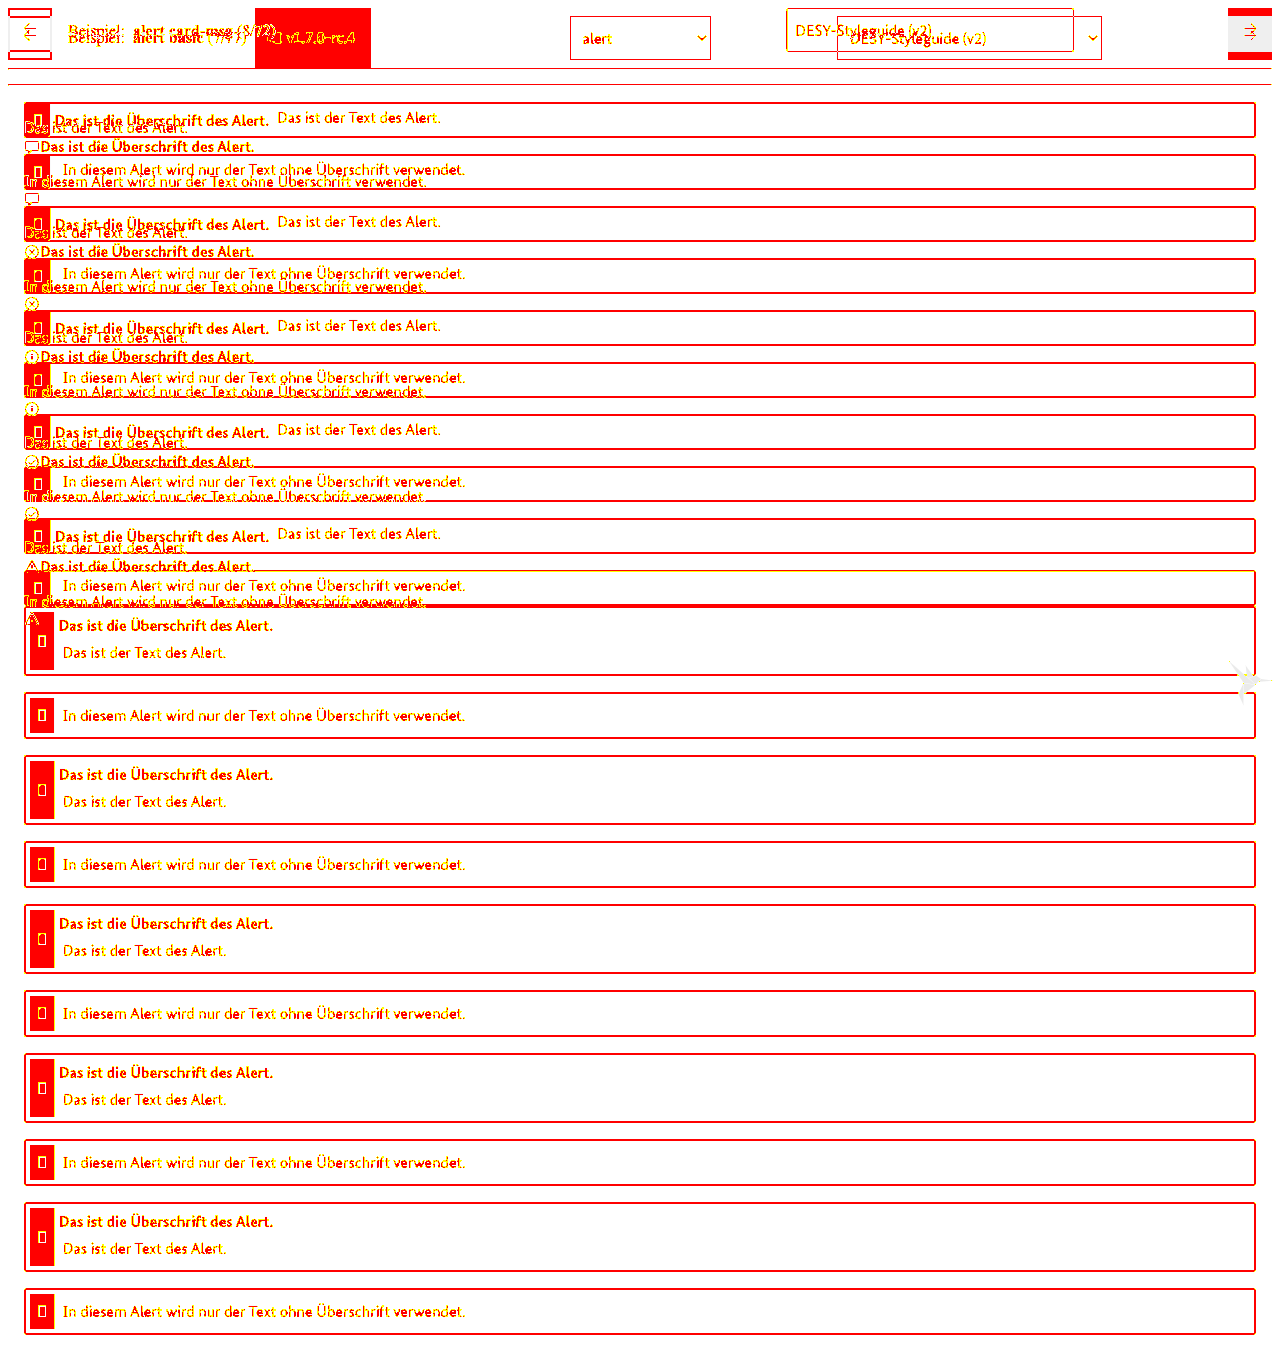 Beispiel: alert
v1.7.0-rc.4
alert
DESY-Styleguide (v2)
DESY-Styleguide (v2)
Das ist die Überschrift des Alert. Das ist der Text des Alert.
Das ist der Text des Alert.
Das ist die Überschrift des Alert.
In diesem Alert wird nur der Text ohne Überschrift verwendet.
In diesem Alert wird nur der Text ohne Überschrift verwendet.
Das ist die Überschrift des Alert. Das ist der Text des Alert.
Das ist der Text des Alert.
Das ist die Überschrift des Alert.
In diesem Alert wird nur der Text ohne Überschrift verwendet.
In diesem Alert wird nur der Text ohne Überschrift verwendet.
Das ist die Überschrift des Alert. Das ist der Text des Alert.
Das ist der Text des Alert.
Das ist die Überschrift des Alert.
In diesem Alert wird nur der Text ohne Überschrift verwendet.
In diesem Alert wird nur der Text ohne Überschrift verwendet.
Das ist die Überschrift des Alert. Das ist der Text des Alert.
Das ist der Text des Alert.
Das ist die Überschrift des Alert.
In diesem Alert wird nur der Text ohne Überschrift verwendet.
In diesem Alert wird nur der Text ohne Überschrift verwendet.
Das ist die Überschrift des Alert. Das ist der Text des Alert.
Das ist der Text des Alert.
Das ist die Überschrift des Alert.
In diesem Alert wird nur der Text ohne Überschrift verwendet.
In diesem Alert wird nur der Text ohne Überschrift verwendet.
Das ist die Überschrift des Alert.
Das ist der Text des Alert.
In diesem Alert wird nur der Text ohne Überschrift verwendet.
Das ist die Überschrift des Alert.
Das ist der Text des Alert.
In diesem Alert wird nur der Text ohne Überschrift verwendet.
Das ist die Überschrift des Alert.
Das ist der Text des Alert.
In diesem Alert wird nur der Text ohne Überschrift verwendet.
Das ist die Überschrift des Alert.
Das ist der Text des Alert.
In diesem Alert wird nur der Text ohne Überschrift verwendet.
Das ist die Überschrift des Alert.
Das ist der Text des Alert.
In diesem Alert wird nur der Text ohne Überschrift verwendet.